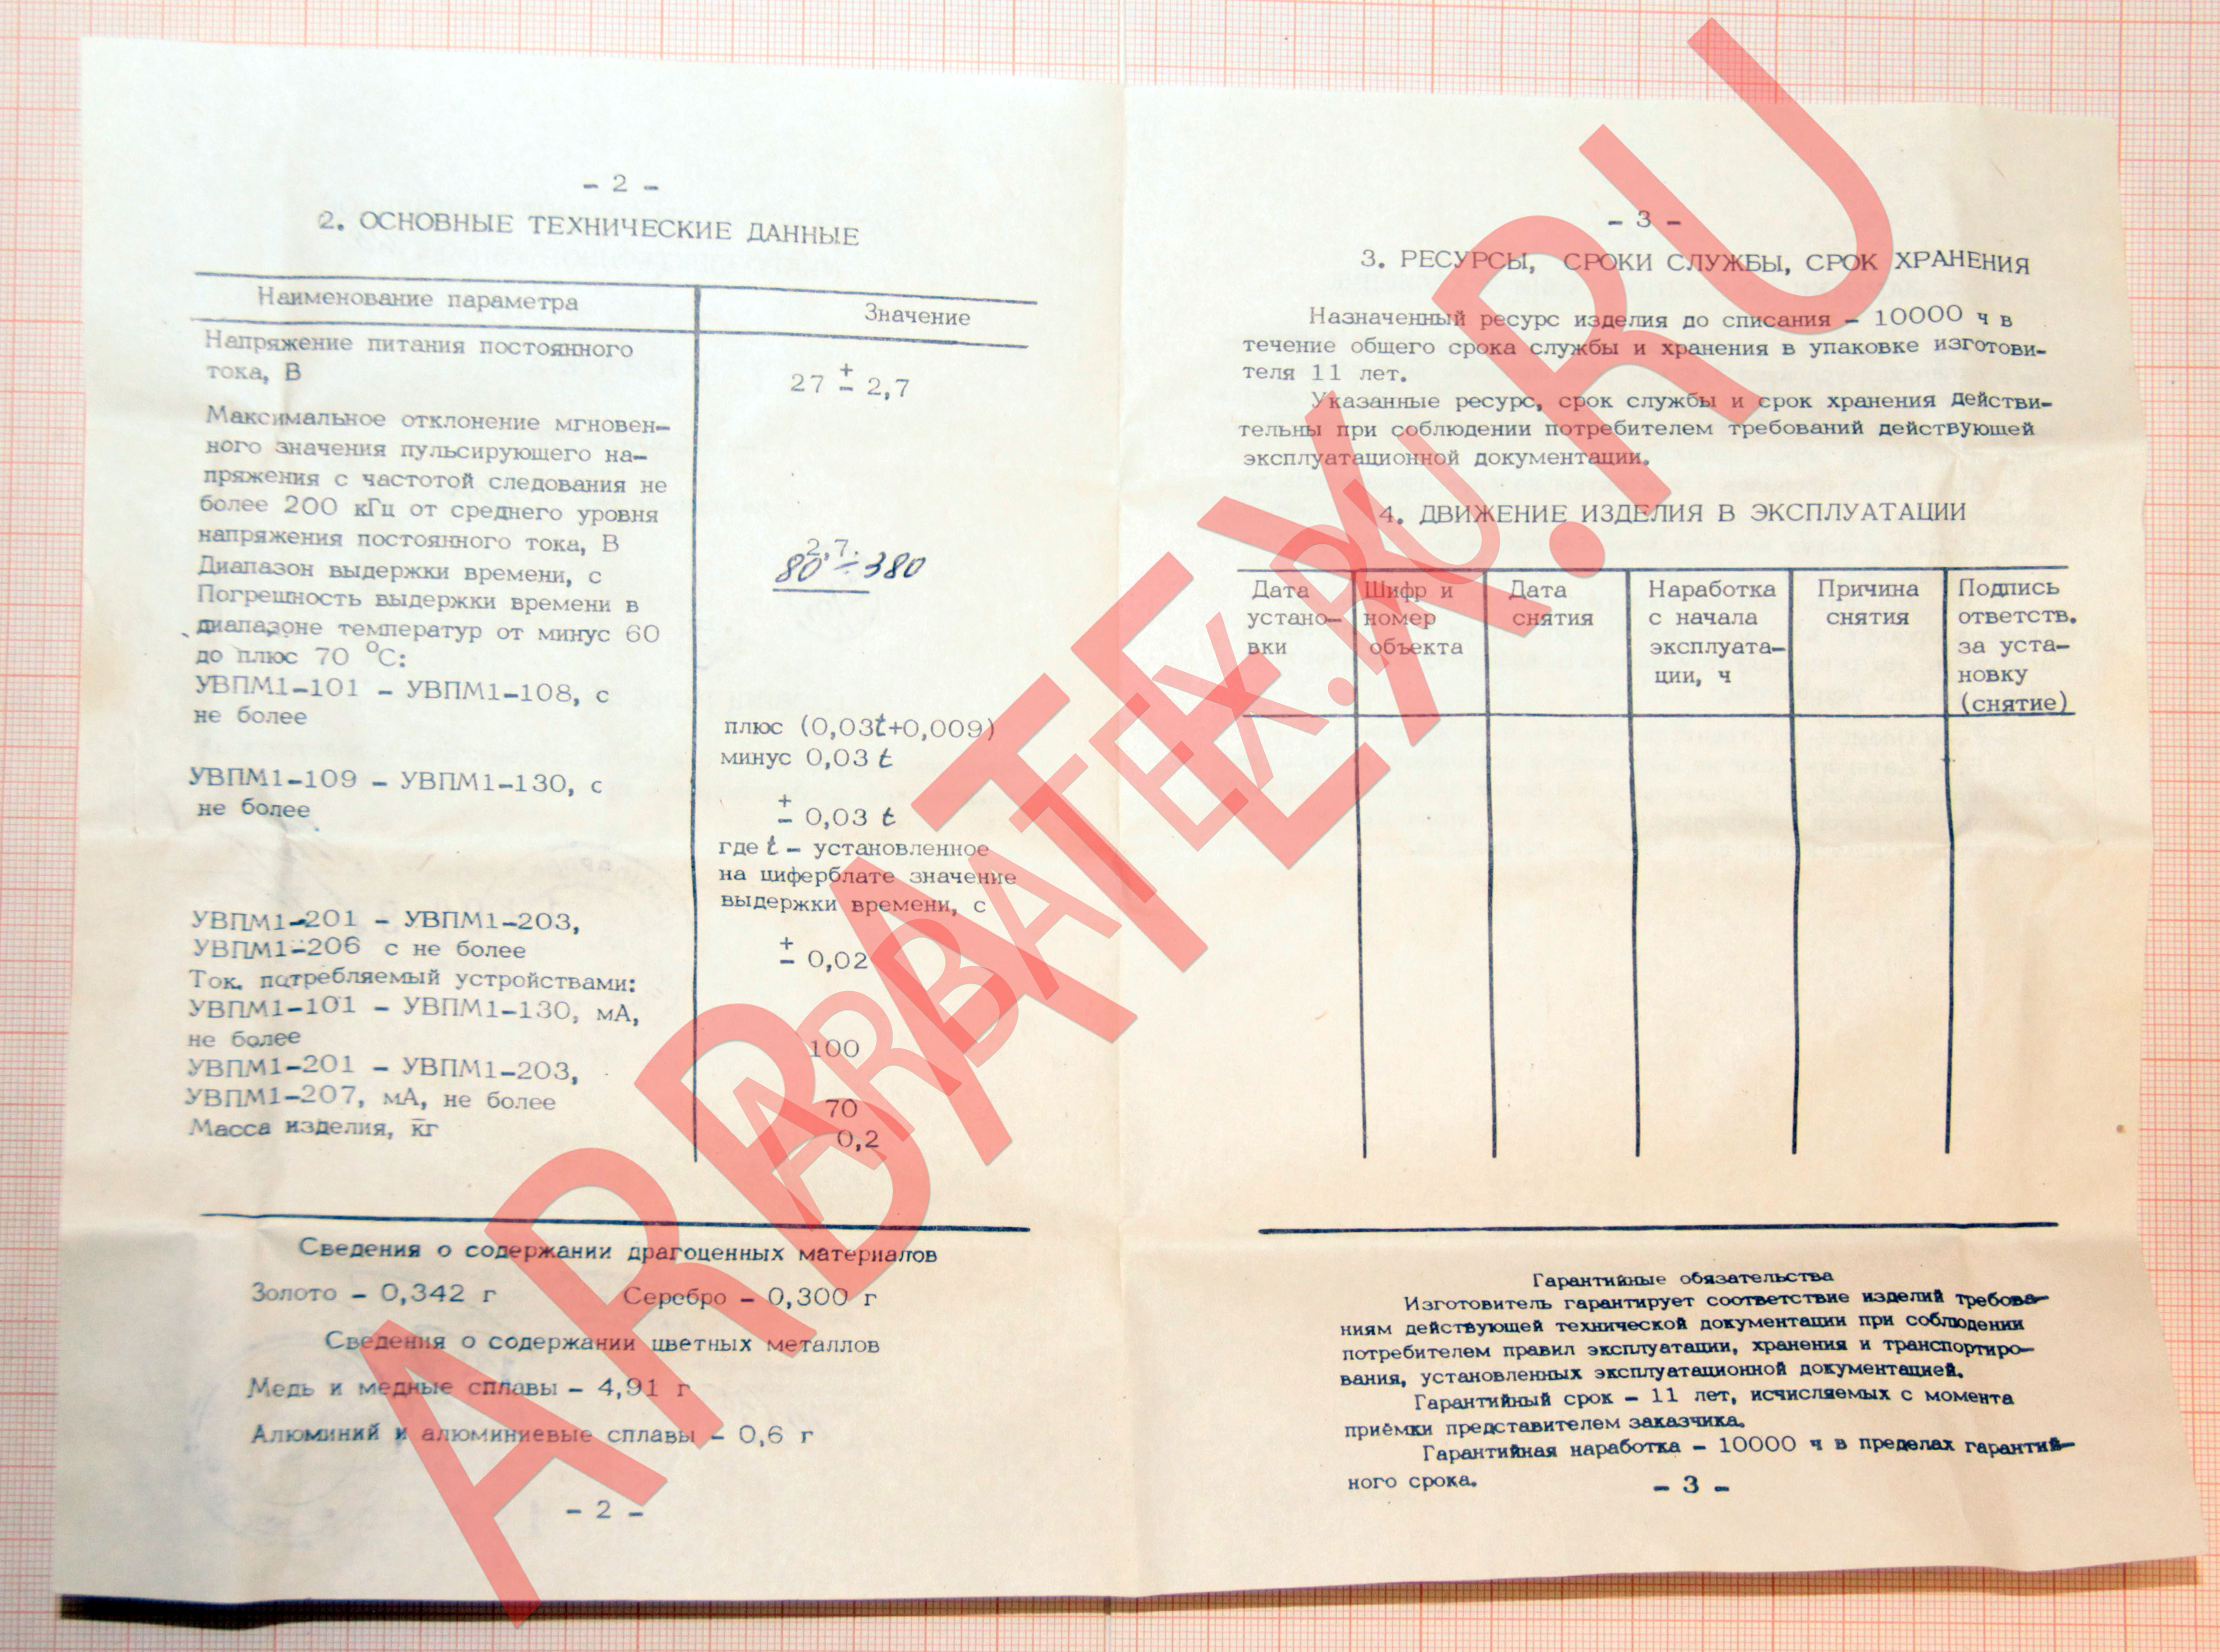 - 2 -
2. ОСНОВНЫЕ ТЕХНИЧЕСКИЕ ДАННЫЕ
Наименование параметра
Значение
Напряжение питания постоянного
тока, В
27 ± 2,7
Максимальное отклонение мгновен-
ного значения пульсирующего на-
пряжения с частотой следования не
более 200 кГц от среднего уровня
напряжения постоянного тока, В
2,7
Диапазон выдержки времени, с
80 ÷ 380
Погрешность выдержки времени в
диапазоне температур от минус 60
до плюс 70 °С:
УВПМ1-101 - УВПМ1-108, с
не более
плюс (0,03t+0,009)
минус 0,03 t
УВПМ1-109 - УВПМ1-130, с
не более
± 0,03 t
где t - установленное
на циферблате значение
выдержки времени, с
УВПМ1-201 - УВПМ1-203,
УВПМ1-206 с не более
± 0,02
Ток, потребляемый устройствами:
УВПМ1-101 - УВПМ1-130, мА,
не более
100
УВПМ1-201 - УВПМ1-203,
УВПМ1-207, мА, не более
70
Масса изделия, кг
0,2
Сведения о содержании драгоценных материалов
Золото - 0,342 г Серебро - 0,300 г
Сведения о содержании цветных металлов
Медь и медные сплавы - 4,91 г
Алюминий и алюминиевые сплавы - 0,6 г
- 2 -
- 3 -
3. РЕСУРСЫ, СРОКИ СЛУЖБЫ, СРОК ХРАНЕНИЯ
Назначенный ресурс изделия до списания - 10000 ч в
течение общего срока службы и хранения в упаковке изготови-
теля 11 лет.
Указанные ресурс, срок службы и срок хранения действи-
тельны при соблюдении потребителем требований действующей
эксплуатационной документации.
4. ДВИЖЕНИЕ ИЗДЕЛИЯ В ЭКСПЛУАТАЦИИ
Дата
устано-
вки
Шифр и
номер
объекта
Дата
снятия
Наработка
с начала
эксплуата-
ции, ч
Причина
снятия
Подпись
ответств.
за уста-
новку
(снятие)
Гарантийные обязательства
Изготовитель гарантирует соответствие изделий требова-
ниям действующей технической документации при соблюдении
потребителем правил эксплуатации, хранения и транспортиро-
вания, установленных эксплуатационной документацией.
Гарантийный срок - 11 лет, исчисляемых с момента
приёмки представителем заказчика.
Гарантийная наработка - 10000 ч в пределах гарантий-
ного срока.
- 3 -
ARBATEX.RU
ARBATEX.RU